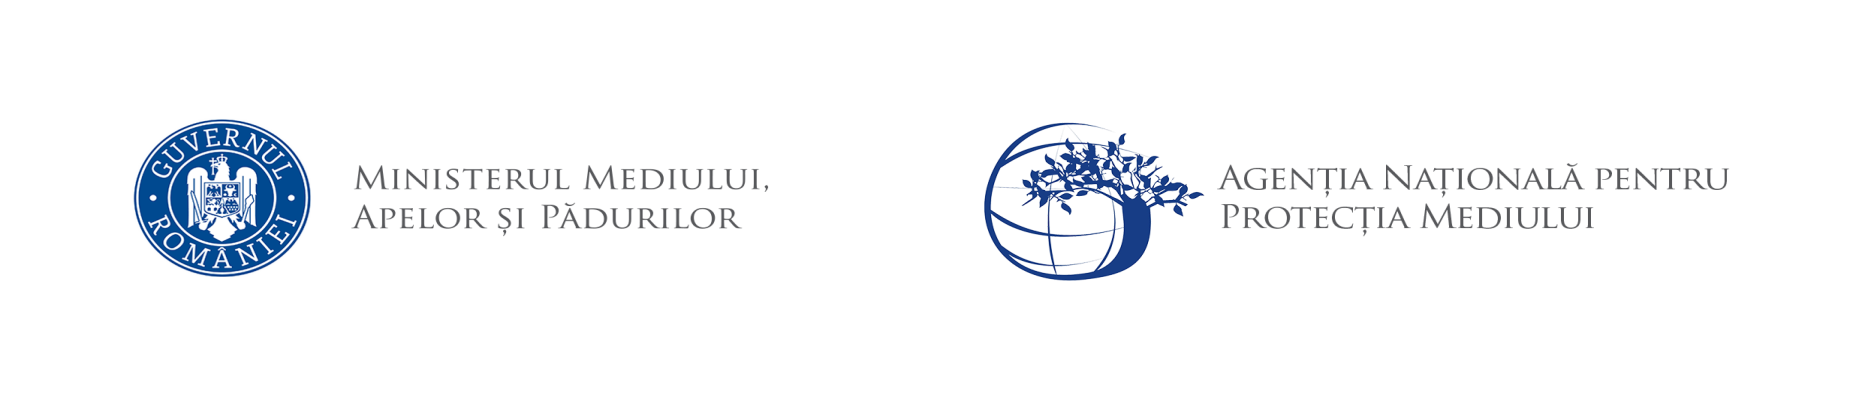 GUVERNUL
ROMÂNIEI
MINISTERUL MEDIULUI,
APELOR ȘI PĂDURILOR
AGENȚIA NAȚIONALĂ PENTRU
PROTECȚIA MEDIULUI